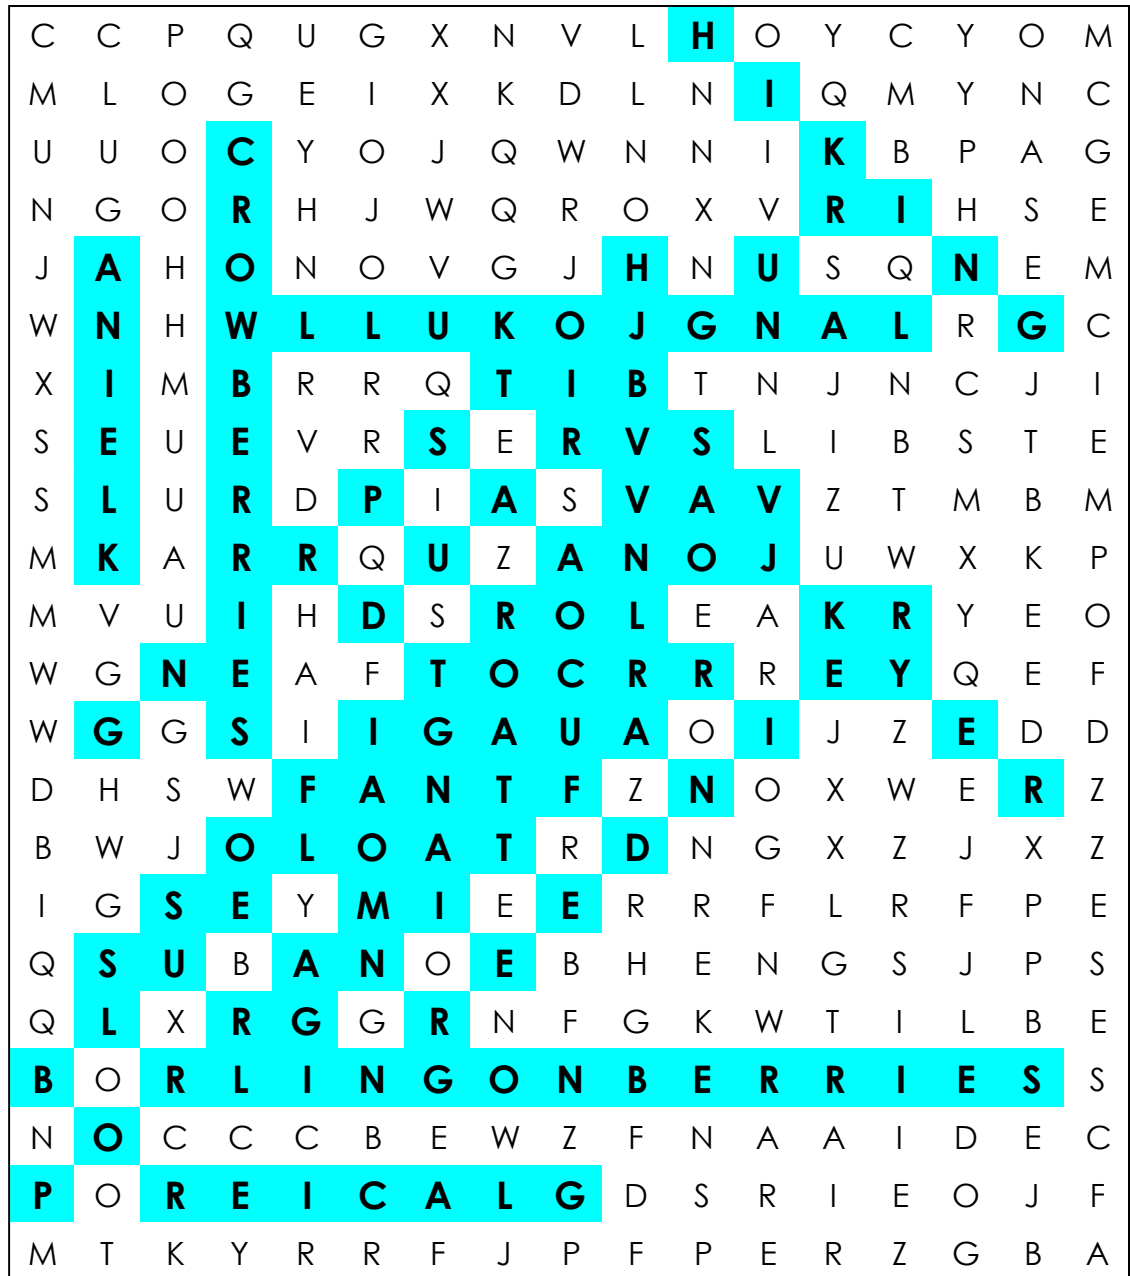 C C P Q U G X N V L H O Y C Y O M
M L O G E I X K D L N I Q M Y N C
U U O C Y O J Q W N N I K B P A G
N G O R H J W Q R O X V R I H S E
J A H O N O V G J H N U S Q N E M
W N H W L L U K O J G N A L R G C
X I M B R R Q T I B T N J N C J I
S E U E V R S E R V S L I B S T E
S L U R D P I A S V A V Z T M B M
M K A R R Q U Z A N O J U W X K P
M V U I H D S R O L E A K R Y E O
W G N E A F T O C R R R E Y Q E F
W G G S I I G A U A O I J Z E D D
D H S W F A N T F Z N O X W E R Z
B W J O L O A T R D N G X Z J X Z
I G S E Y M I E E R R F L R F P E
Q S U B A N O E B H E N G S J P S
Q L X R G G R N F G K W T I L B E
B O R L I N G O N B E R R I E S S
N O C C C B E W Z F N A A I D E C
P O R E I C A L G D S R I E O J F
M T K Y R R F J P F P E R Z G B A